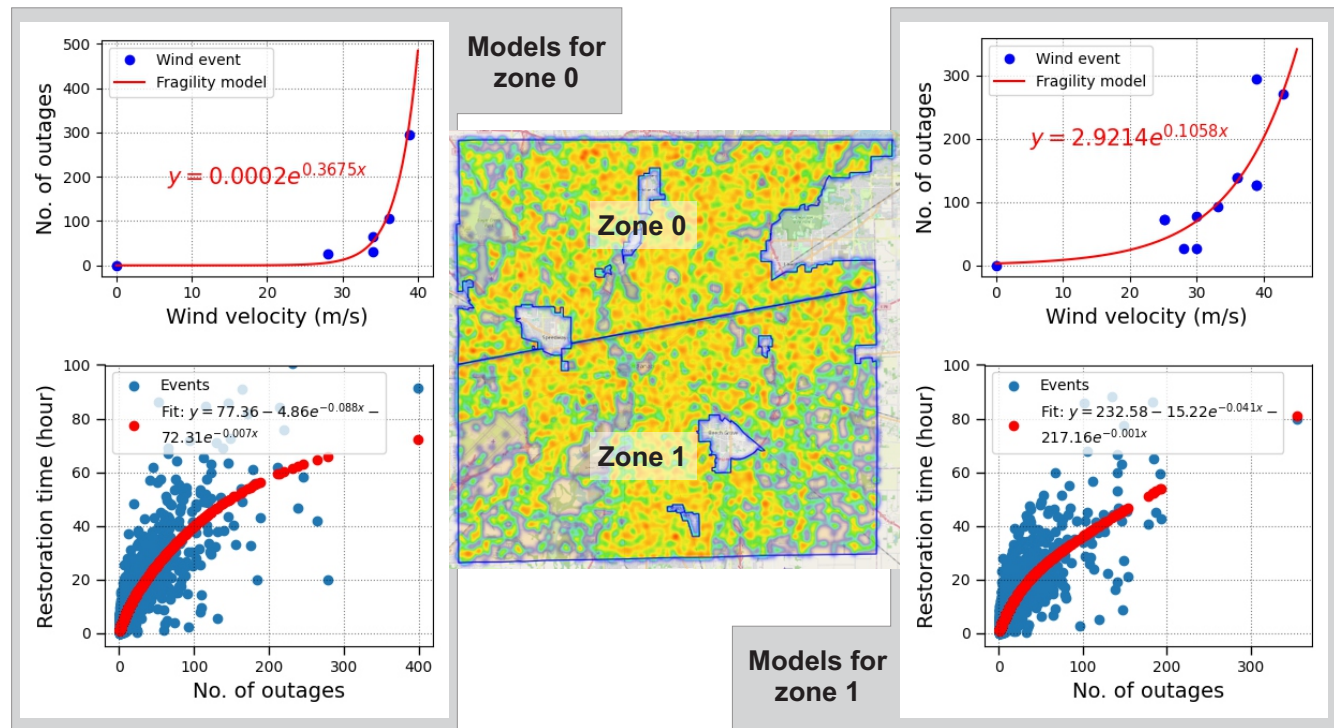 500
400
300
200
100
0
No. of outages
Wind event
Fragility model
y = 0.0002e^0.3675x
0 10 20 30 40
Wind velocity (m/s)
Models for
zone 0
300
200
100
0
No. of outages
Wind event
Fragility model
y = 2.9214e^0.1058x
0 20 40
Wind velocity (m/s)
Zone 0
Zone 1
100
80
60
40
20
0
Restoration time (hour)
Events
Fit: y = 77.36 − 4.86e^−0.088x −
72.31e^−0.007x
0 100 200 300 400
No. of outages
100
80
60
40
20
0
Restoration time (hour)
Events
Fit: y = 232.58 − 15.22e^−0.041x −
217.16e^−0.001x
0 100 200 300
No. of outages
Models for
zone 1